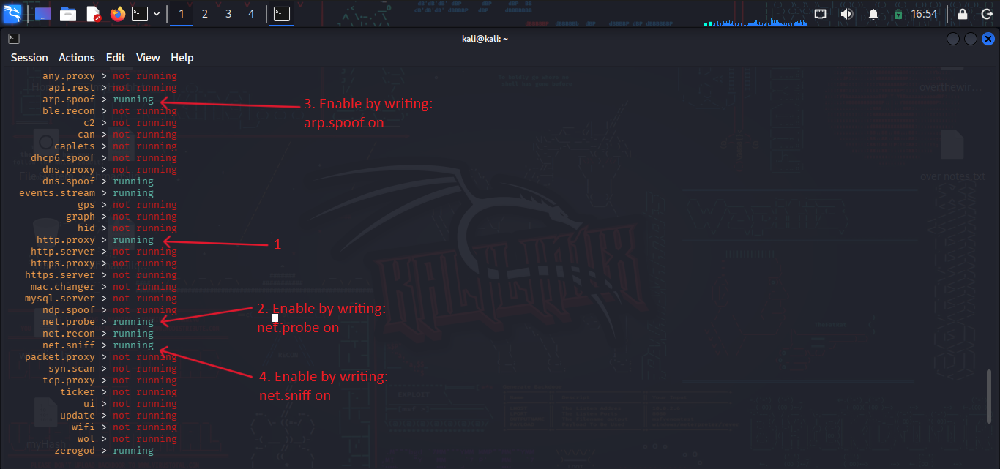 1 2 3 4 16:54
kali@kali: ~
Session Actions Edit View Help
any.proxy > not running
api.rest > not running
arp.spoof > running
3. Enable by writing:
arp.spoof on
ble.recon > not running
c2 > not running
can > not running
caplets > not running
dhcp6.spoof > not running
dns.proxy > not running
dns.spoof > running
events.stream > running
gps > not running
graph > not running
hid > not running
http.proxy > running
1
http.server > not running
https.proxy > not running
https.server > not running
mac.changer > not running
mysql.server > not running
ndp.spoof > not running
net.probe > running
2. Enable by writing:
net.probe on
net.recon > running
net.sniff > running
4. Enable by writing:
net.sniff on
packet.proxy > not running
syn.scan > not running
tcp.proxy > not running
ticker > not running
ui > not running
update > not running
wifi > not running
wol > not running
zerogod > running
overthewir...
over notes.txt
myHash
KALI LINUX